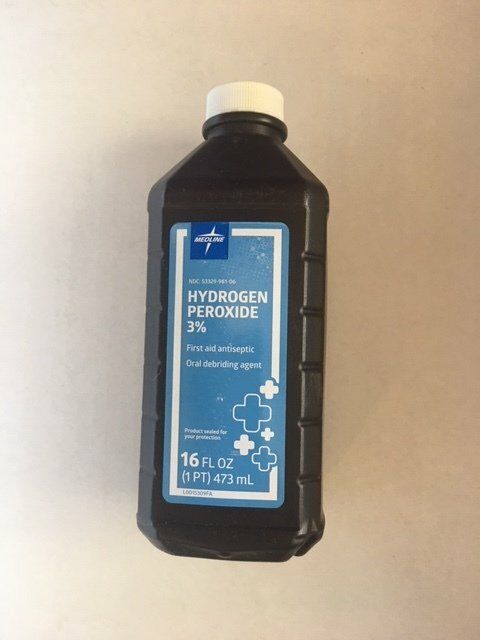 MEDLINE
NDC: 53329-981-06
HYDROGEN
PEROXIDE
3%
First aid antiseptic
Oral debriding agent
Product sealed for
your protection
16 FL OZ
(1 PT) 473 mL
L0015309FA